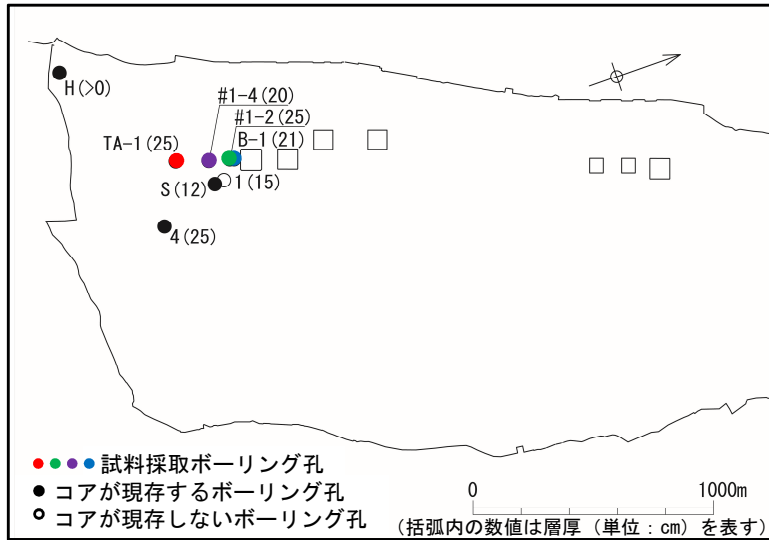 H(>0)
#1-4(20)
#1-2(25)
TA-1(25)
B-1(21)
S(12)
1(15)
4(25)
試料採取ボーリング孔
コアが現存するボーリング孔
コアが現存しないボーリング孔
0
1000m
(括弧内の数値は層厚(単位:cm)を表す)